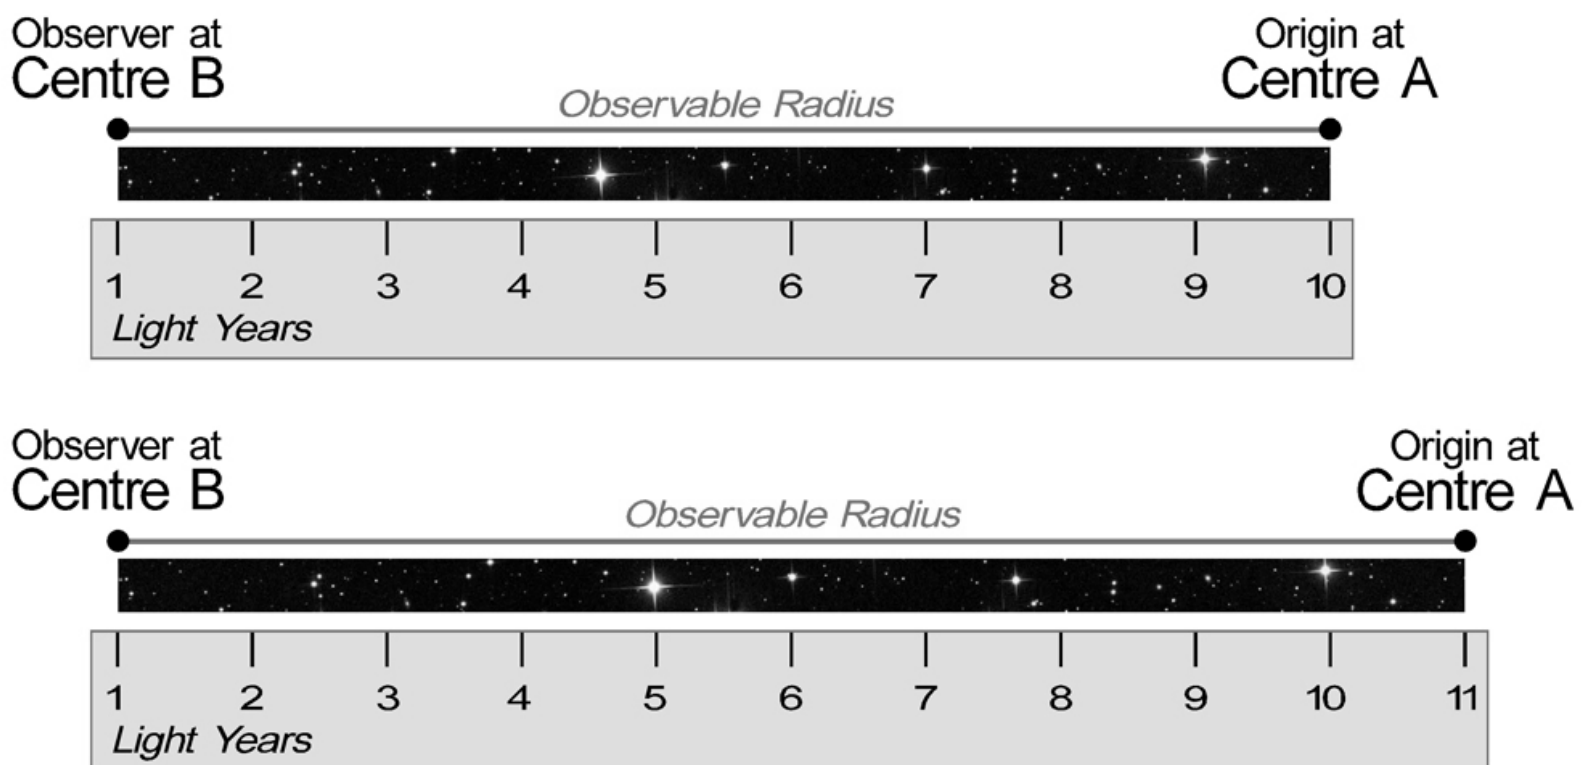 Observer at
Centre B
Origin at
Centre A
Observable Radius
1 2 3 4 5 6 7 8 9 10
Light Years
Observer at
Centre B
Origin at
Centre A
Observable Radius
1 2 3 4 5 6 7 8 9 10 11
Light Years